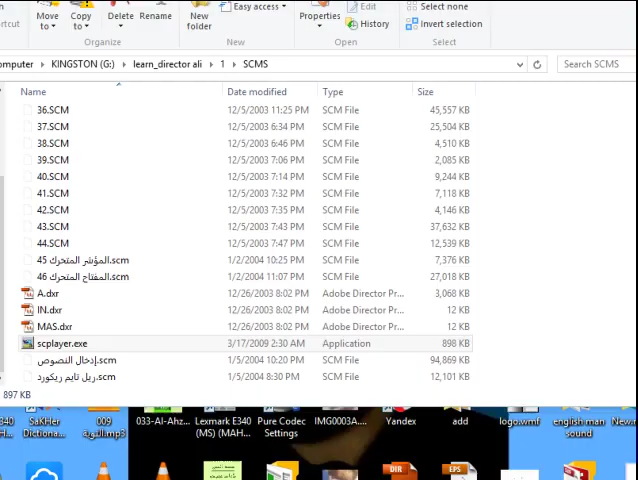 Move to
Copy to
Delete
Rename
New folder
Easy access
Properties
Edit
History
Select none
Invert selection
Organize
New
Open
Select
omputer KINGSTON (G:) learn_director ali 1 SCMS
Search SCMS
Name Date modified Type Size
36.SCM 12/5/2003 11:25 PM SCM File 45,557 KB
37.SCM 12/5/2003 6:34 PM SCM File 25,504 KB
38.SCM 12/5/2003 6:46 PM SCM File 4,510 KB
39.SCM 12/5/2003 7:06 PM SCM File 2,085 KB
40.SCM 12/5/2003 7:14 PM SCM File 9,244 KB
41.SCM 12/5/2003 7:32 PM SCM File 7,118 KB
42.SCM 12/5/2003 7:35 PM SCM File 4,146 KB
43.SCM 12/5/2003 7:43 PM SCM File 37,632 KB
44.SCM 12/5/2003 7:47 PM SCM File 12,539 KB
45 المؤشر المتحرك.scm 1/2/2004 10:25 PM SCM File 7,376 KB
46 المفتاح المتحرك.scm 1/2/2004 11:07 PM SCM File 27,018 KB
A.dxr 12/26/2003 8:02 PM Adobe Director Pr... 3,068 KB
IN.dxr 12/26/2003 8:02 PM Adobe Director Pr... 12 KB
MAS.dxr 12/26/2003 8:02 PM Adobe Director Pr... 12 KB
scplayer.exe 3/17/2009 2:30 AM Application 898 KB
إدخال النصوص.scm 1/5/2004 10:20 PM SCM File 94,869 KB
ريل تايم ريكورد.scm 1/5/2004 8:30 PM SCM File 12,101 KB
897 KB
SaKHer Dictiona...
009 التوبة.mp3
033-Al-Ahz...
Lexmark E340 (MS) (MAH...
Pure Codec Settings
IMG0003A....
Yandex
add
logo.wmf
english man sound
DIR
EPS